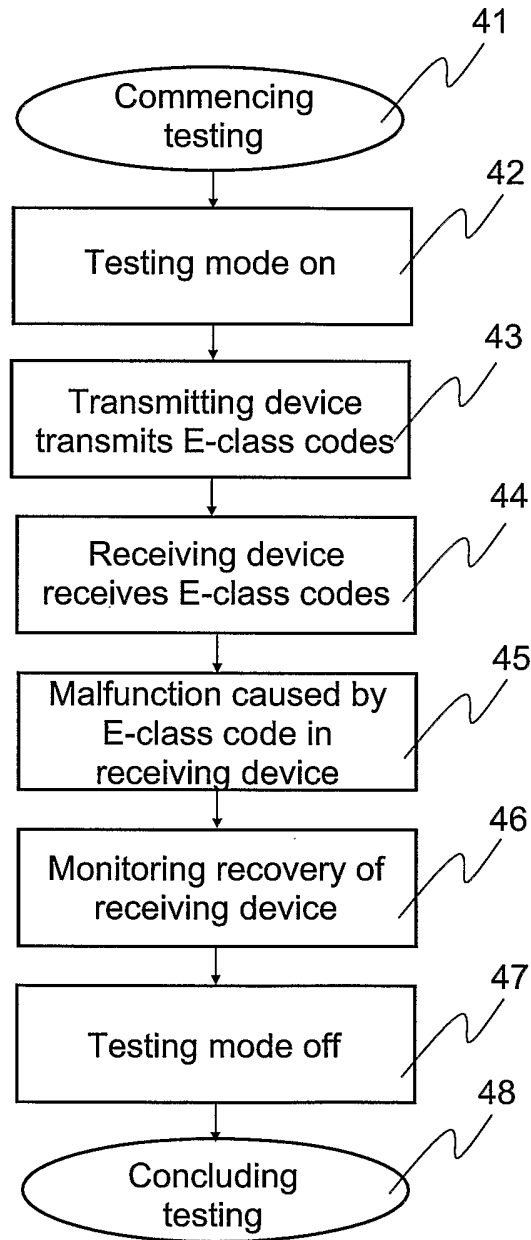 41
Commencing
testing
42
Testing mode on
43
Transmitting device
transmits E-class codes
44
Receiving device
receives E-class codes
45
Malfunction caused by
E-class code in
receiving device
46
Monitoring recovery of
receiving device
47
Testing mode off
48
Concluding
testing